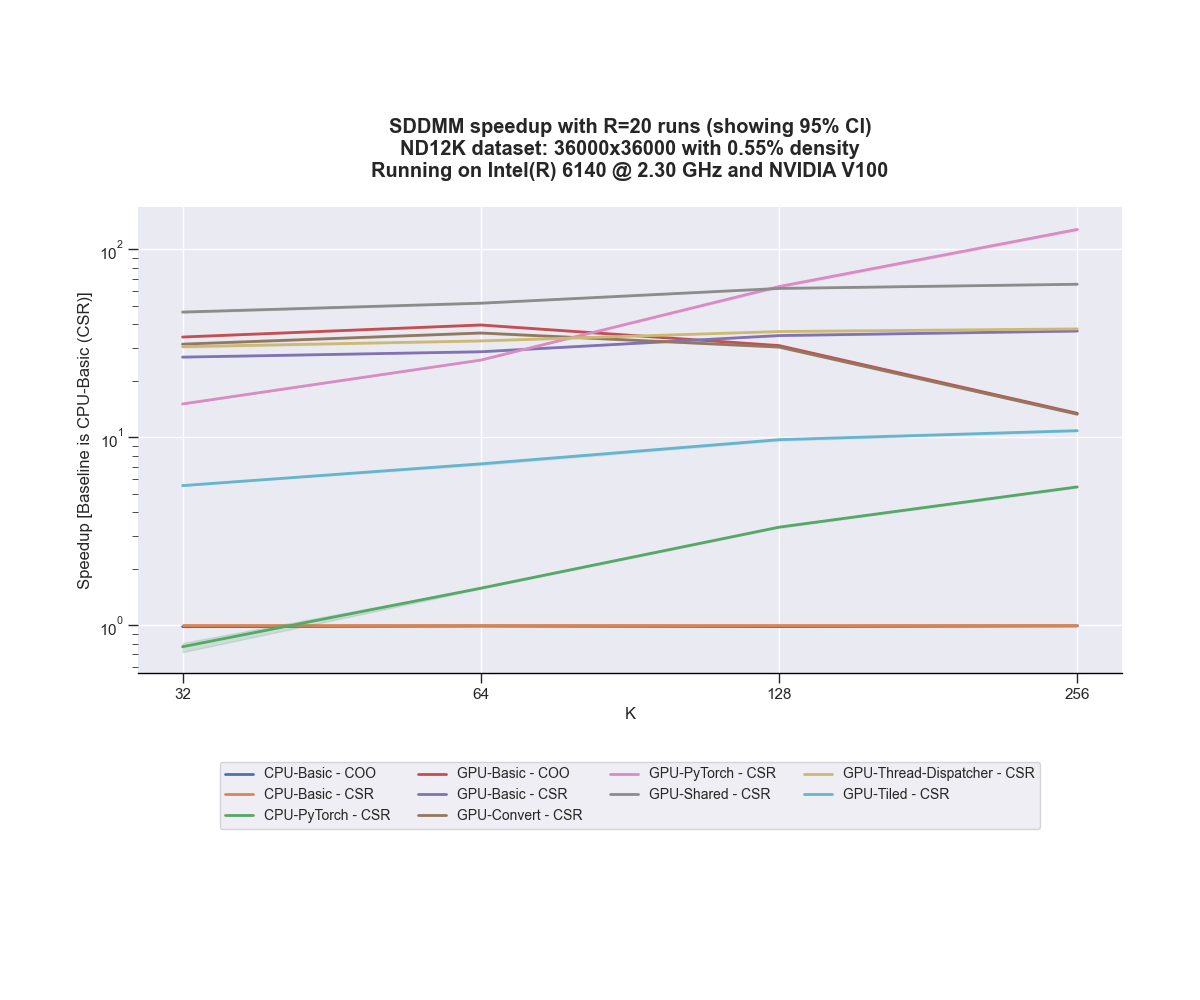 SDDMM speedup with R=20 runs (showing 95% CI)
ND12K dataset: 36000x36000 with 0.55% density
Running on Intel(R) 6140 @ 2.30 GHz and NVIDIA V100
Speedup [Baseline is CPU-Basic (CSR)]
10^2
10^1
10^0
32 64 128 256
K
CPU-Basic - COO
CPU-Basic - CSR
CPU-PyTorch - CSR
GPU-Basic - COO
GPU-Basic - CSR
GPU-Convert - CSR
GPU-PyTorch - CSR
GPU-Shared - CSR
GPU-Thread-Dispatcher - CSR
GPU-Tiled - CSR